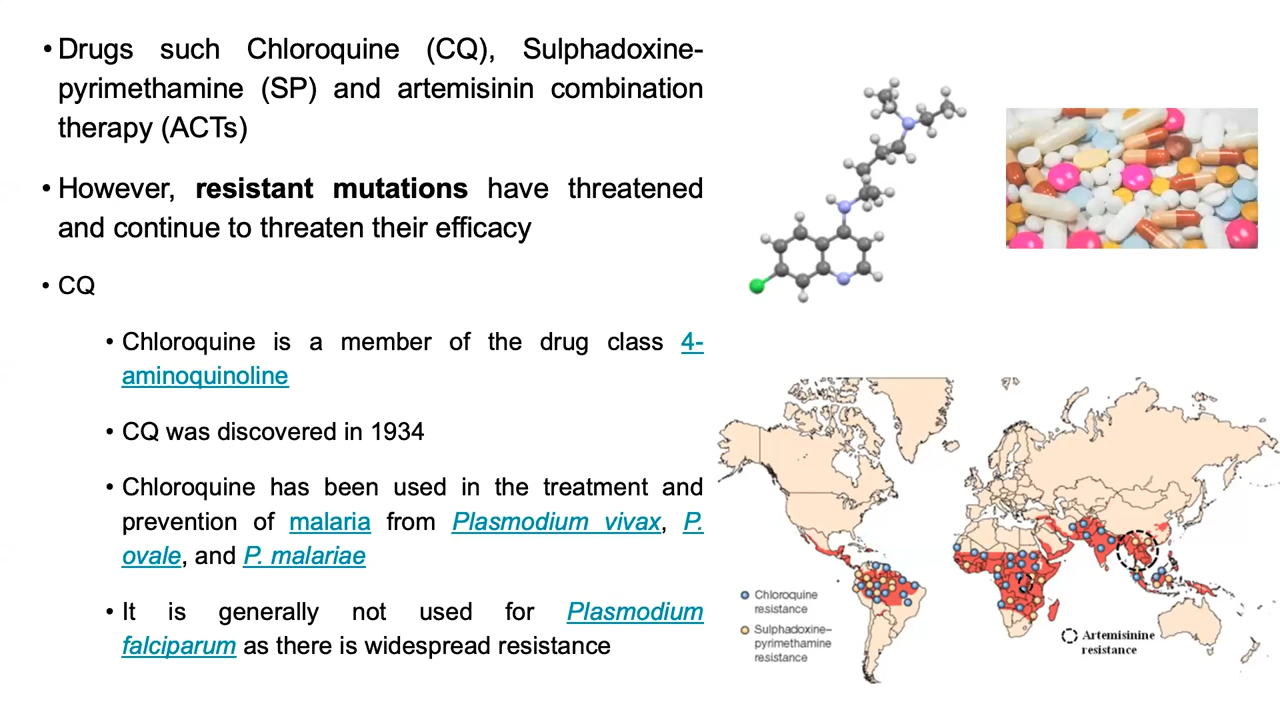 • Drugs such Chloroquine (CQ), Sulphadoxine-
pyrimethamine (SP) and artemisinin combination
therapy (ACTs)
• However, resistant mutations have threatened
and continue to threaten their efficacy
• CQ
• Chloroquine is a member of the drug class 4-
aminoquinoline
• CQ was discovered in 1934
• Chloroquine has been used in the treatment and
prevention of malaria from Plasmodium vivax, P.
ovale, and P. malariae
• It is generally not used for Plasmodium
falciparum as there is widespread resistance
Chloroquine
resistance
Sulphadoxine–
pyrimethamine
resistance
Artemisinine
resistance